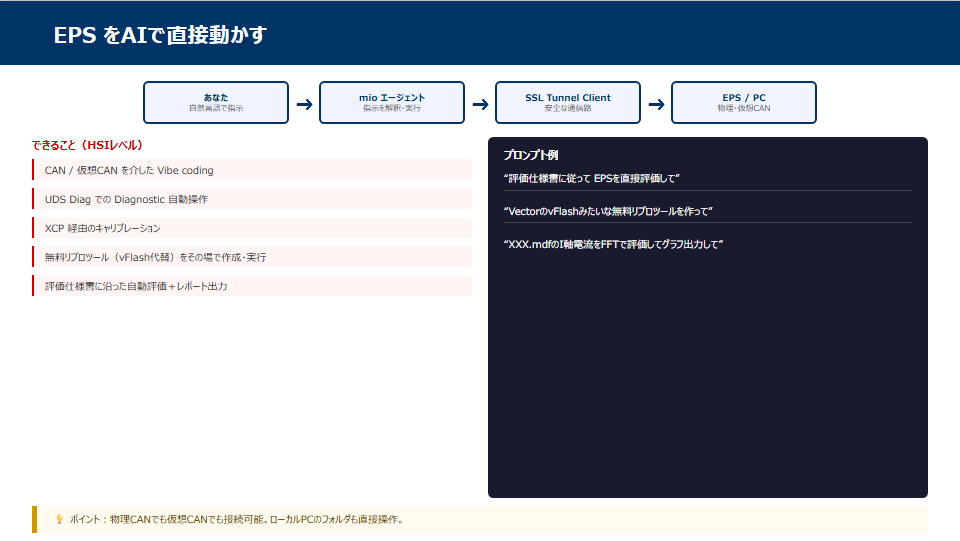 EPS をAIで直接動かす
あなた
自然言語で指示
→
mio エージェント
指示を解釈・実行
→
SSL Tunnel Client
安全な通信路
→
EPS / PC
物理・仮想CAN
できること（HSIレベル）
CAN / 仮想CAN を介した Vibe coding
UDS Diag での Diagnostic 自動操作
XCP 経由のキャリブレーション
無料リプロツール（vFlash代替）をその場で作成・実行
評価仕様書に沿った自動評価＋レポート出力
プロンプト例
“評価仕様書に従って EPSを直接評価して”
“VectorのvFlashみたいな無料リプロツールを作って”
“XXX.mdfのI軸電流をFFTで評価してグラフ出力して”
💡 ポイント：物理CANでも仮想CANでも接続可能。ローカルPCのフォルダも直接操作。